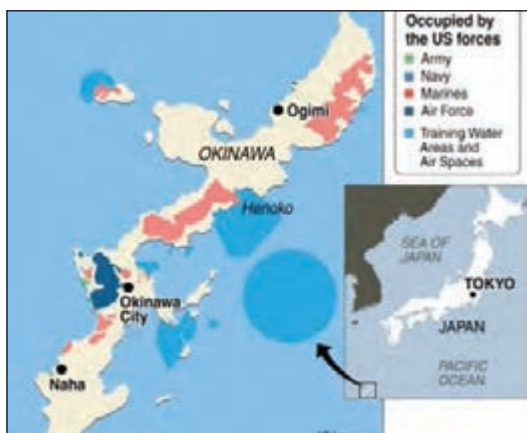 Occupied by
the US forces
Army
Navy
Marines
Air Force
Training Water
Areas and
Air Spaces
Ogimi
OKINAWA
Henoko
Okinawa
City
Naha
SEA OF
JAPAN
TOKYO
JAPAN
PACIFIC
OCEAN